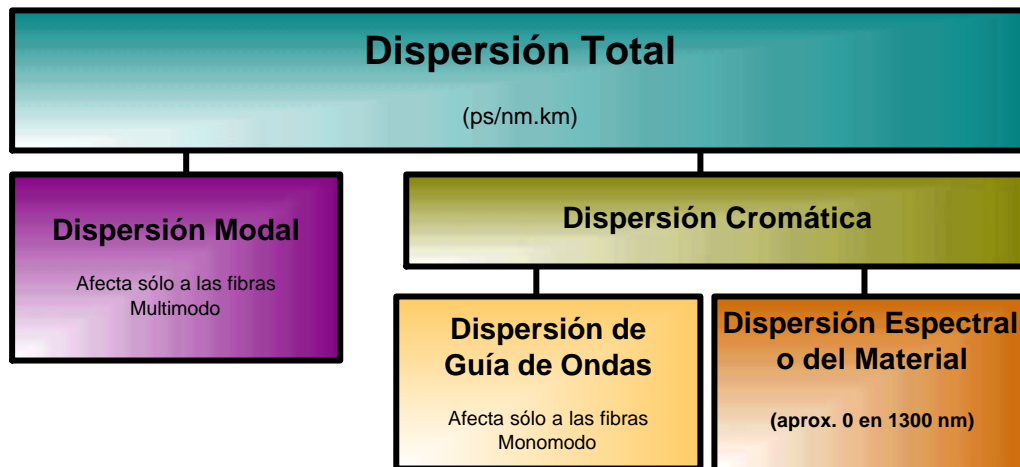 Dispersión Total
(ps/nm.km)
Dispersión Modal
Afecta sólo a las fibras
Multimodo
Dispersión Cromática
Dispersión de
Guía de Ondas
Afecta sólo a las fibras
Monomodo
Dispersión Espectral
o del Material
(aprox. 0 en 1300 nm)